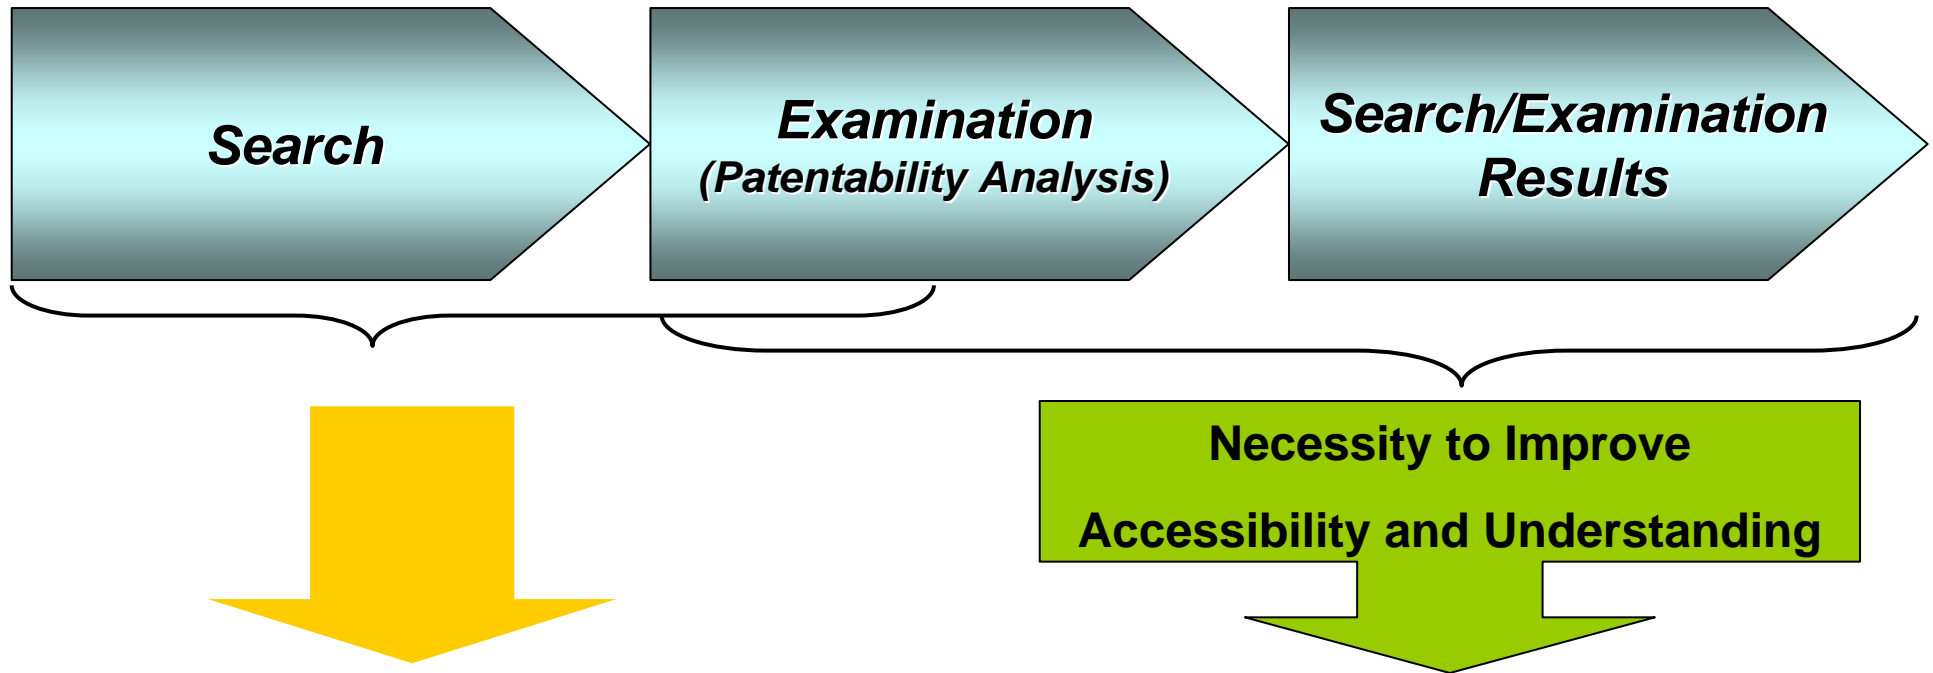 Search
Examination
(Patentability Analysis)
Search/Examination
Results
Necessity to Improve
Accessibility and Understanding